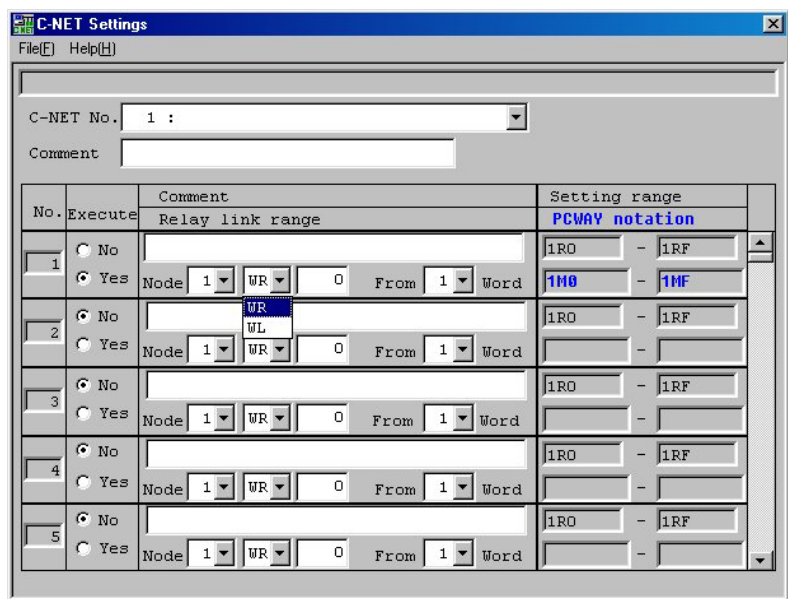 C-NET Settings
File(F) Help(H)
C-NET No. 1 :
Comment
No. Execute Comment Setting range
Relay link range PCWAY notation
1 No 1R0 - 1RF
Yes Node 1 WR 0 From 1 Word 1M0 - 1MF
WR
WL
2 No 1R0 - 1RF
Yes Node 1 WR 0 From 1 Word -
3 No 1R0 - 1RF
Yes Node 1 WR 0 From 1 Word -
4 No 1R0 - 1RF
Yes Node 1 WR 0 From 1 Word -
5 No 1R0 - 1RF
Yes Node 1 WR 0 From 1 Word -